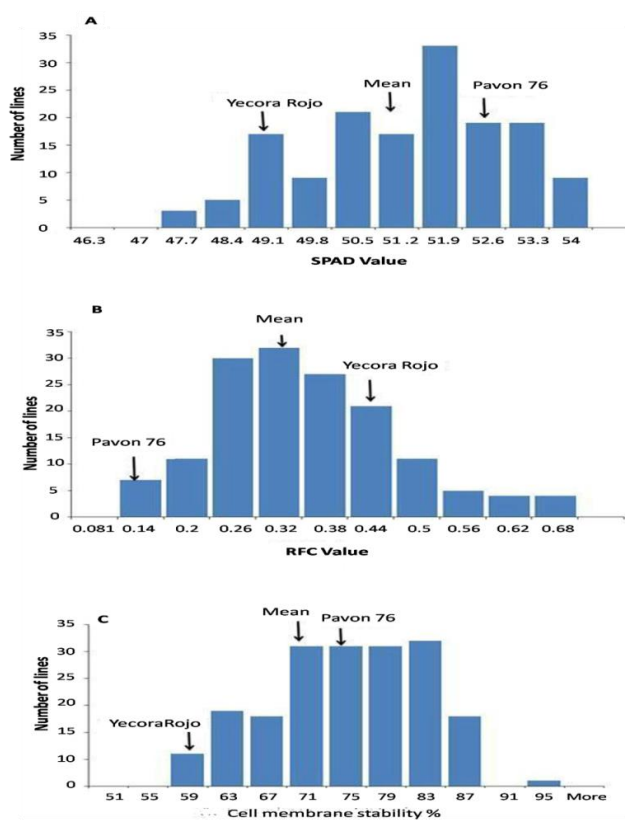 A
35
30
25
20
15
10
5
0
Number of lines
Yecora Rojo
Mean
Pavon 76
46.3 47 47.7 48.4 49.1 49.8 50.5 51 .2 51.9 52.6 53.3 54
SPAD Value
B
35
30
25
20
15
10
5
0
Number of lines
Mean
Yecora Rojo
Pavon 76
0.081 0.14 0.2 0.26 0.32 0.38 0.44 0.5 0.56 0.62 0.68
RFC Value
C
35
30
25
20
15
10
0
Number of lines
Mean
Pavon 76
YecoraRojo
51 55 59 63 67 71 75 79 83 87 91 95 More
Cell membrane stability %